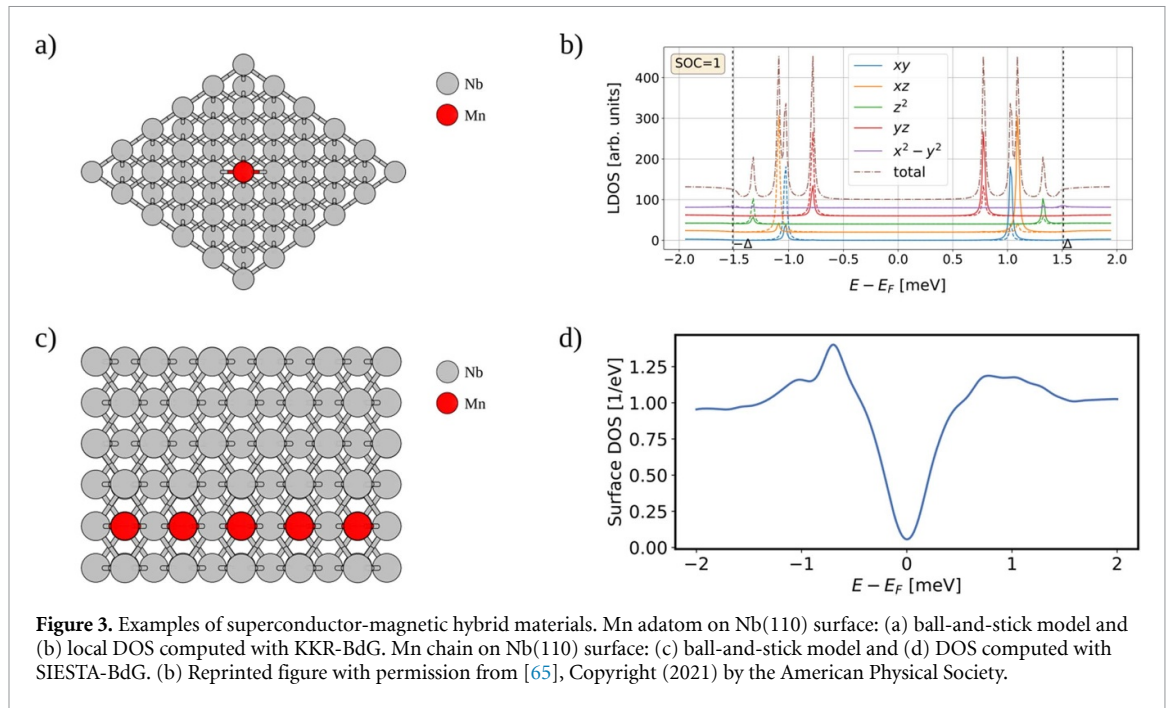 a)
Nb
Mn
b)
SOC=1
xy
xz
z²
yz
x² − y²
total
LDOS [arb. units]
400
300
200
100
0
−Δ
Δ
−2.0 −1.5 −1.0 −0.5 0.0 0.5 1.0 1.5 2.0
E − E_F [meV]
c)
Nb
Mn
d)
Surface DOS [1/eV]
1.25
1.00
0.75
0.50
0.25
0.00
−2 −1 0 1 2
E − E_F [meV]
Figure 3. Examples of superconductor-magnetic hybrid materials. Mn adatom on Nb(110) surface: (a) ball-and-stick model and
(b) local DOS computed with KKR-BdG. Mn chain on Nb(110) surface: (c) ball-and-stick model and (d) DOS computed with
SIESTA-BdG. (b) Reprinted figure with permission from [65], Copyright (2021) by the American Physical Society.